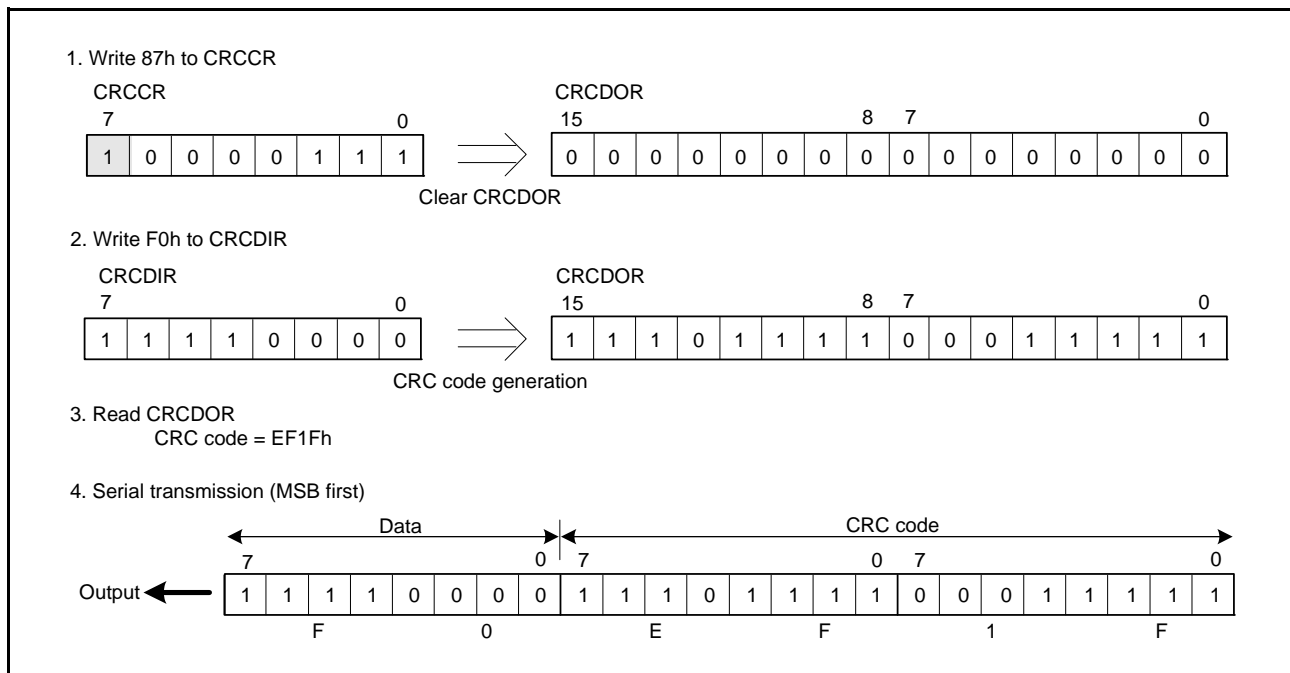 1. Write 87h to CRCCR
CRCCR CRCDOR
7 0 15 8 7 0
1 0 0 0 0 1 1 1 0 0 0 0 0 0 0 0 0 0 0 0 0 0 0 0
Clear CRCDOR
2. Write F0h to CRCDIR
CRCDIR CRCDOR
7 0 15 8 7 0
1 1 1 1 0 0 0 0 1 1 1 0 1 1 1 1 0 0 0 1 1 1 1 1
CRC code generation
3. Read CRCDOR
CRC code = EF1Fh
4. Serial transmission (MSB first)
Data CRC code
7 0 7 0 7 0
Output 1 1 1 1 0 0 0 0 1 1 1 0 1 1 1 1 0 0 0 1 1 1 1 1
F 0 E F 1 F